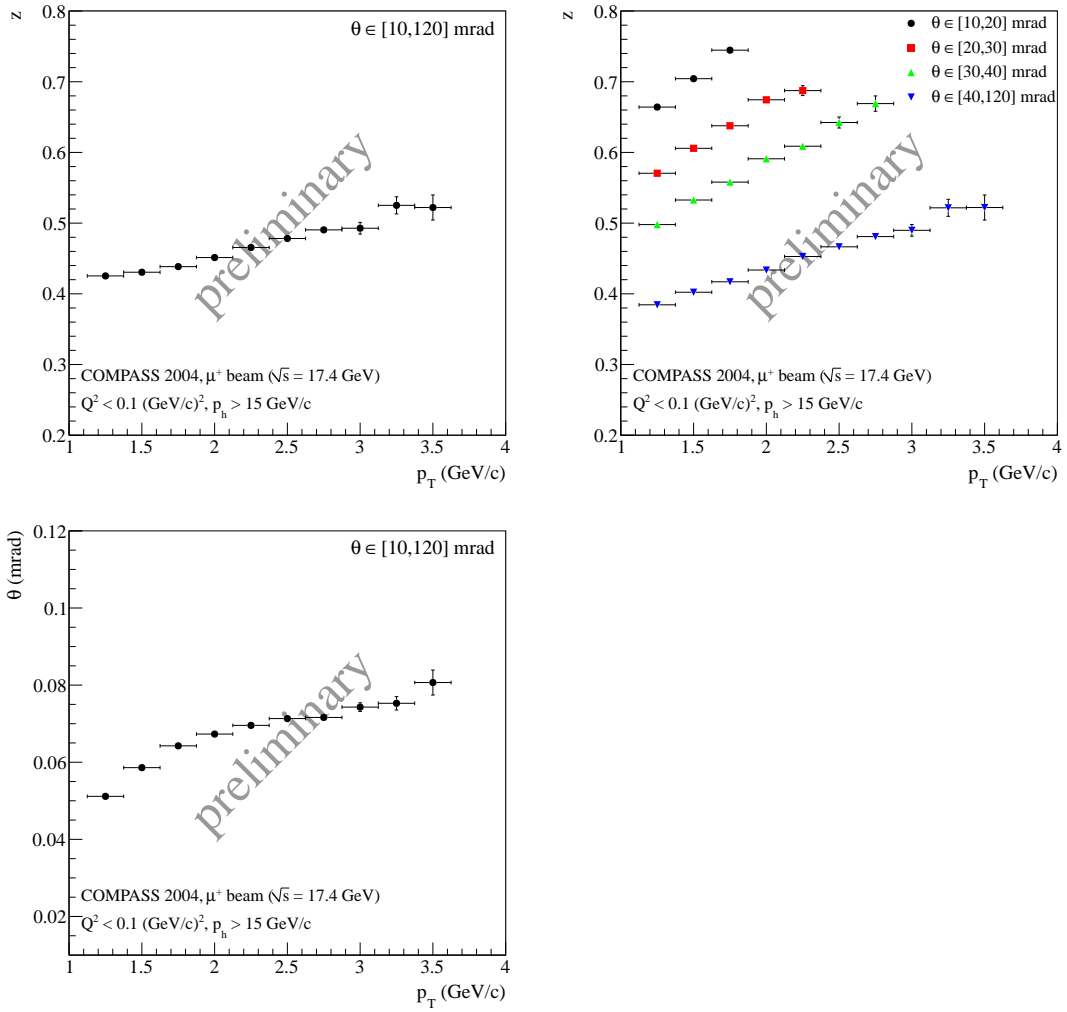 z
0.8
0.7
0.6
0.5
0.4
0.3
0.2
θ ∈ [10,120] mrad
preliminary
COMPASS 2004, μ⁺ beam (√s = 17.4 GeV)
Q² < 0.1 (GeV/c)², p_h > 15 GeV/c
1 1.5 2 2.5 3 3.5 4
p_T (GeV/c)
z
0.8
0.7
0.6
0.5
0.4
0.3
0.2
θ ∈ [10,20] mrad
θ ∈ [20,30] mrad
θ ∈ [30,40] mrad
θ ∈ [40,120] mrad
preliminary
COMPASS 2004, μ⁺ beam (√s = 17.4 GeV)
Q² < 0.1 (GeV/c)², p_h > 15 GeV/c
1 1.5 2 2.5 3 3.5 4
p_T (GeV/c)
θ (mrad)
0.12
0.1
0.08
0.06
0.04
0.02
θ ∈ [10,120] mrad
preliminary
COMPASS 2004, μ⁺ beam (√s = 17.4 GeV)
Q² < 0.1 (GeV/c)², p_h > 15 GeV/c
1 1.5 2 2.5 3 3.5 4
p_T (GeV/c)